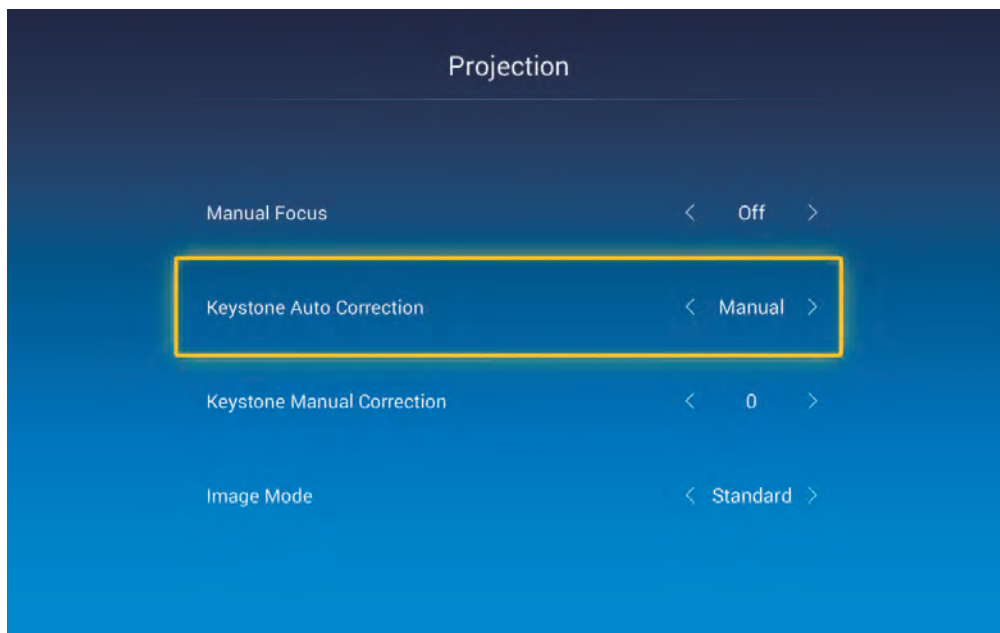 Projection
Manual Focus < Off >
Keystone Auto Correction < Manual >
Keystone Manual Correction < 0 >
Image Mode < Standard >